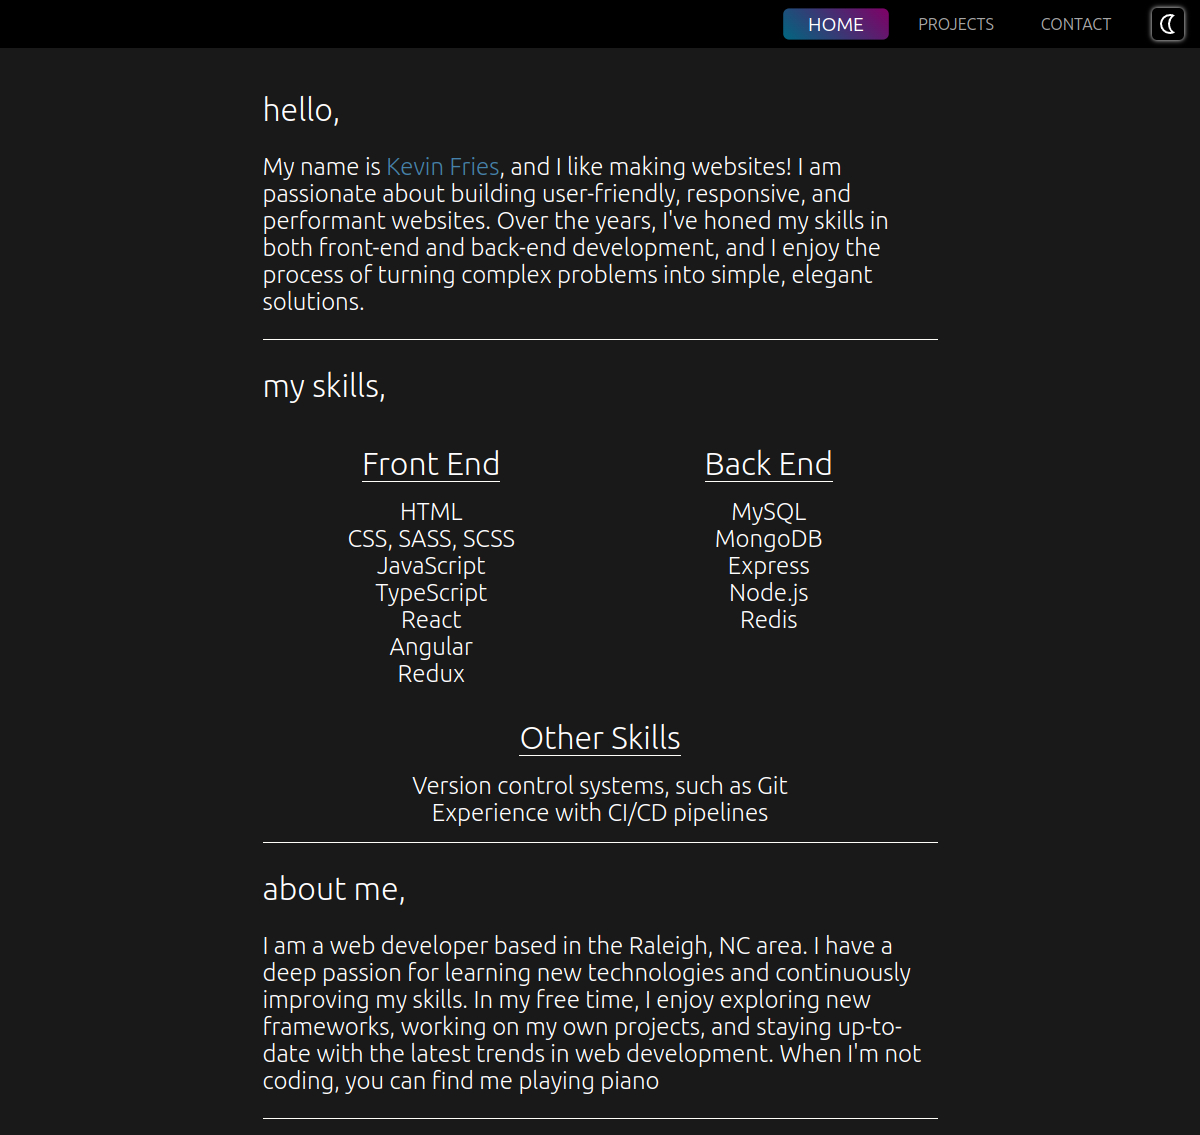 HOME PROJECTS CONTACT
hello,
My name is Kevin Fries, and I like making websites! I am
passionate about building user-friendly, responsive, and
performant websites. Over the years, I've honed my skills in
both front-end and back-end development, and I enjoy the
process of turning complex problems into simple, elegant
solutions.
my skills,
Front End
HTML
CSS, SASS, SCSS
JavaScript
TypeScript
React
Angular
Redux
Back End
MySQL
MongoDB
Express
Node.js
Redis
Other Skills
Version control systems, such as Git
Experience with CI/CD pipelines
about me,
I am a web developer based in the Raleigh, NC area. I have a
deep passion for learning new technologies and continuously
improving my skills. In my free time, I enjoy exploring new
frameworks, working on my own projects, and staying up-to-
date with the latest trends in web development. When I'm not
coding, you can find me playing piano